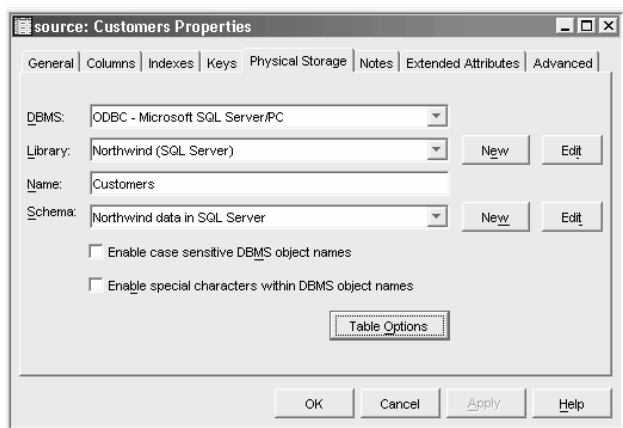 source: Customers Properties
General Columns Indexes Keys Physical Storage Notes Extended Attributes Advanced
DBMS: ODBC - Microsoft SQL Server/PC
Library: Northwind (SQL Server) New Edit
Name: Customers
Schema: Northwind data in SQL Server New Edit
Enable case sensitive DBMS object names
Enable special characters within DBMS object names
Table Options
OK Cancel Apply Help